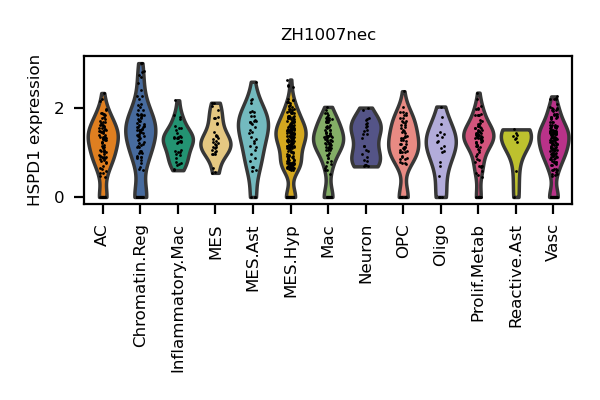 ZH1007nec
HSPD1 expression
2
0
AC
Chromatin.Reg
Inflammatory.Mac
MES
MES.Ast
MES.Hyp
Mac
Neuron
OPC
Oligo
Prolif.Metab
Reactive.Ast
Vasc